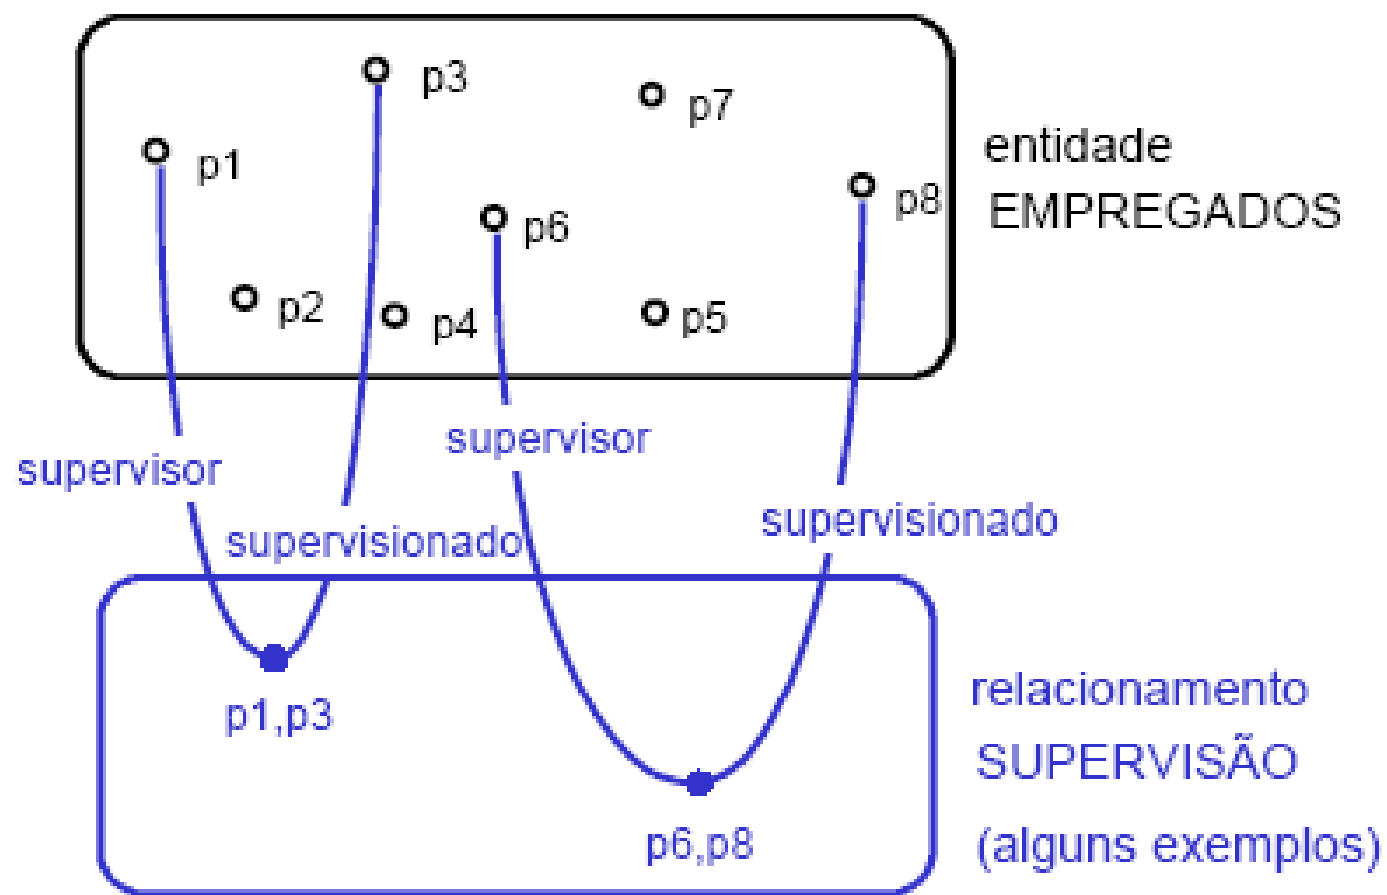 p3
p7
p1
p8
p6
p2
p4
p5
entidade
EMPREGADOS
supervisor
supervisor
supervisionado
supervisionado
p1,p3
p6,p8
relacionamento
SUPERVISÃO
(alguns exemplos)